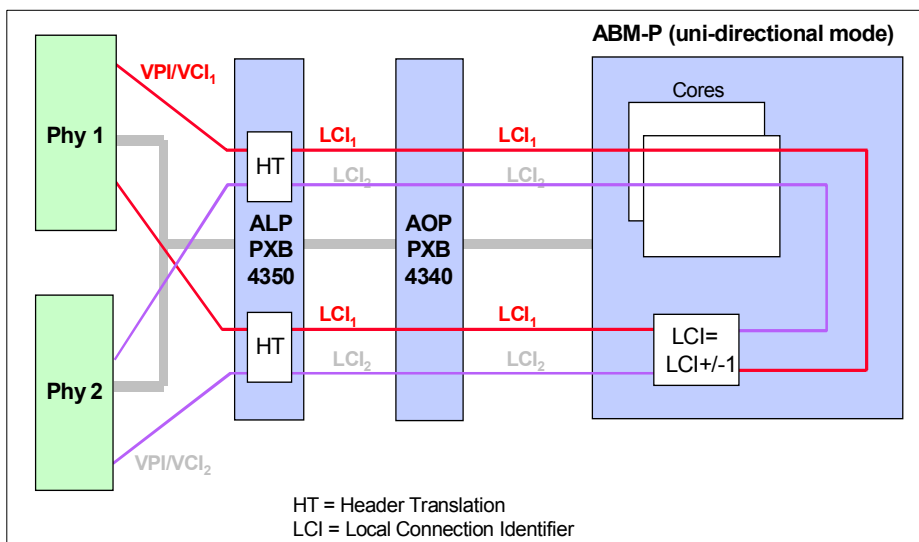 ABM-P (uni-directional mode)
VPI/VCI1
Phy 1
Cores
LCI1
LCI1
HT
LCI2
LCI2
ALP
PXB
4350
AOP
PXB
4340
LCI1
LCI1
HT
LCI=
LCI+/-1
LCI2
LCI2
Phy 2
VPI/VCI2
HT = Header Translation
LCI = Local Connection Identifier